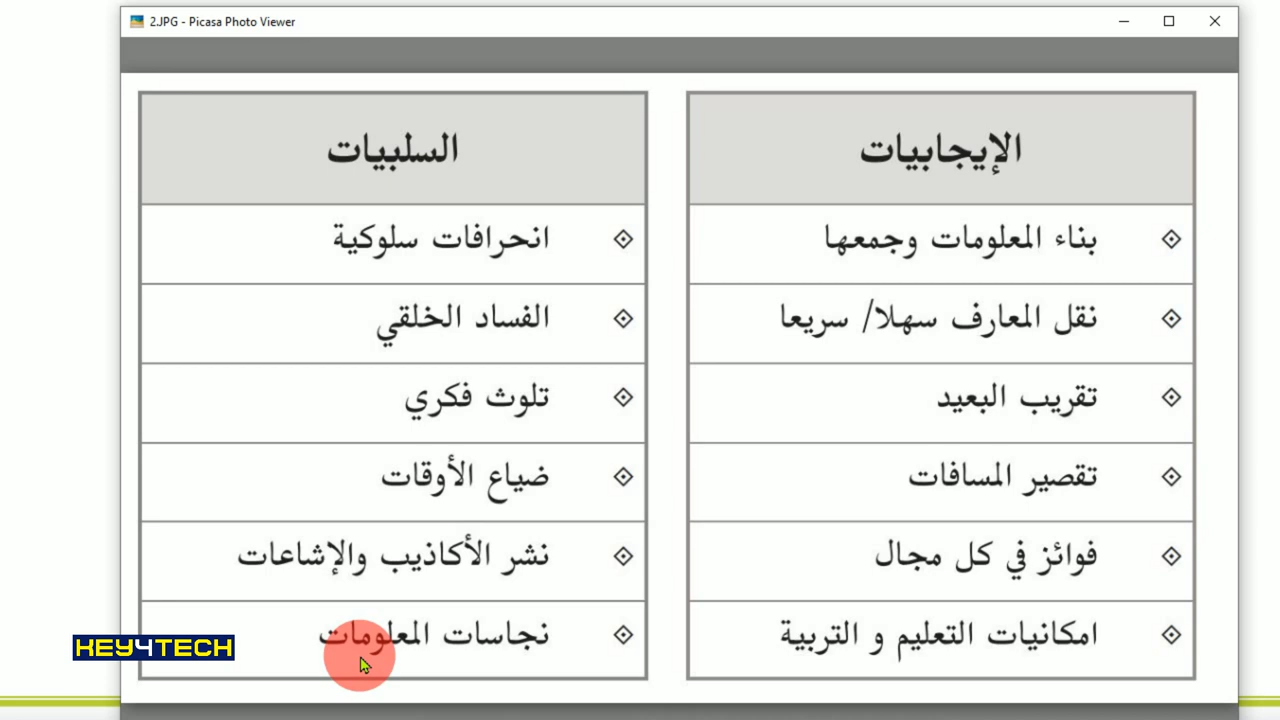 2.JPG - Picasa Photo Viewer
الإيجابيات
بناء المعلومات وجمعها
نقل المعارف سهلا/ سريعا
تقريب البعيد
تقصير المسافات
فوائز في كل مجال
امكانيات التعليم و التربية
السلبيات
انحرافات سلوكية
الفساد الخلقي
تلوث فكري
ضياع الأوقات
نشر الأكاذيب والإشاعات
نجاسات المعلومات
KEY4TECH